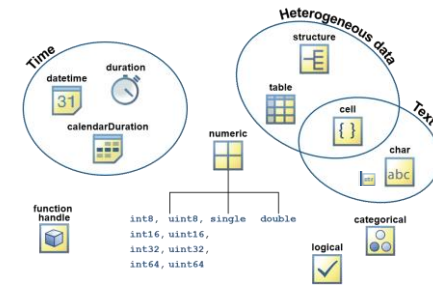 Time
datetime
31
duration
calendarDuration
Heterogeneous data
structure
table
cell
{ }
Text
char
abc
numeric
int8, uint8, single double
int16, uint16,
int32, uint32,
int64, uint64
function
handle
categorical
logical